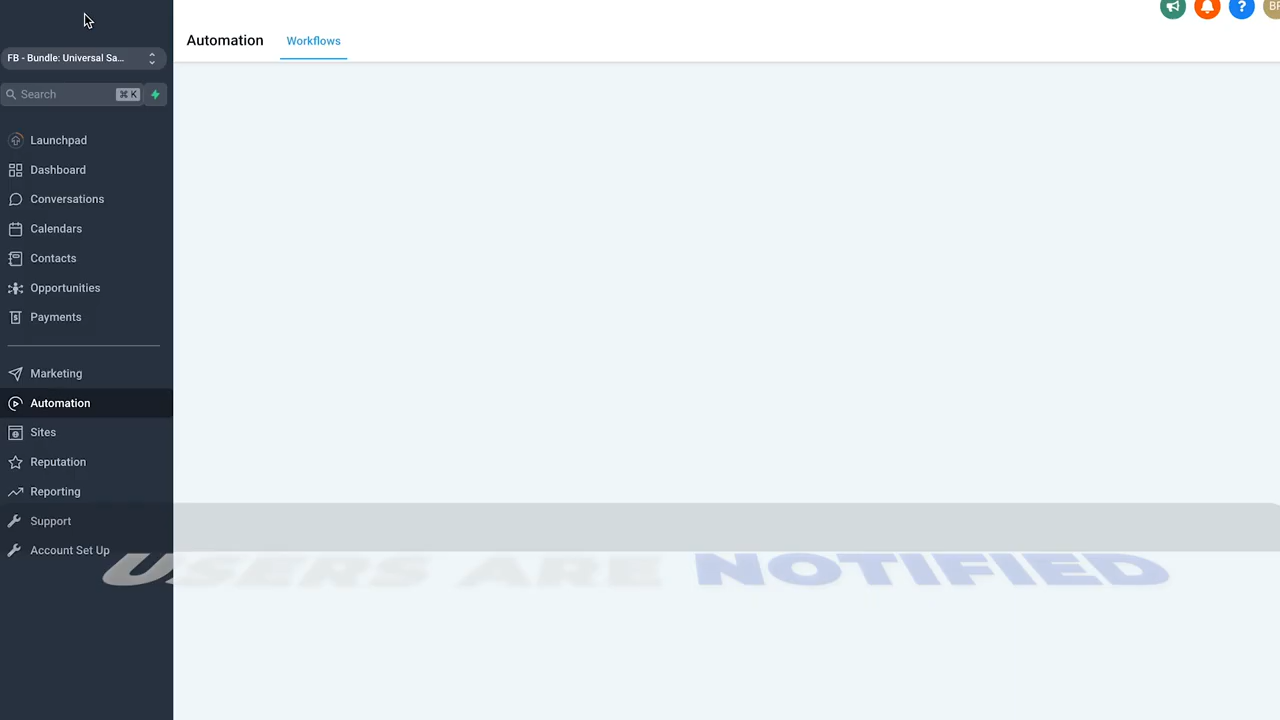 BR
Automation
Workflows
FB - Bundle: Universal Sa...
Search
⌘ K
Launchpad
Dashboard
Conversations
Calendars
Contacts
Opportunities
Payments
Marketing
Automation
Sites
Reputation
Reporting
Support
Account Set Up
USERS ARE NOTIFIED